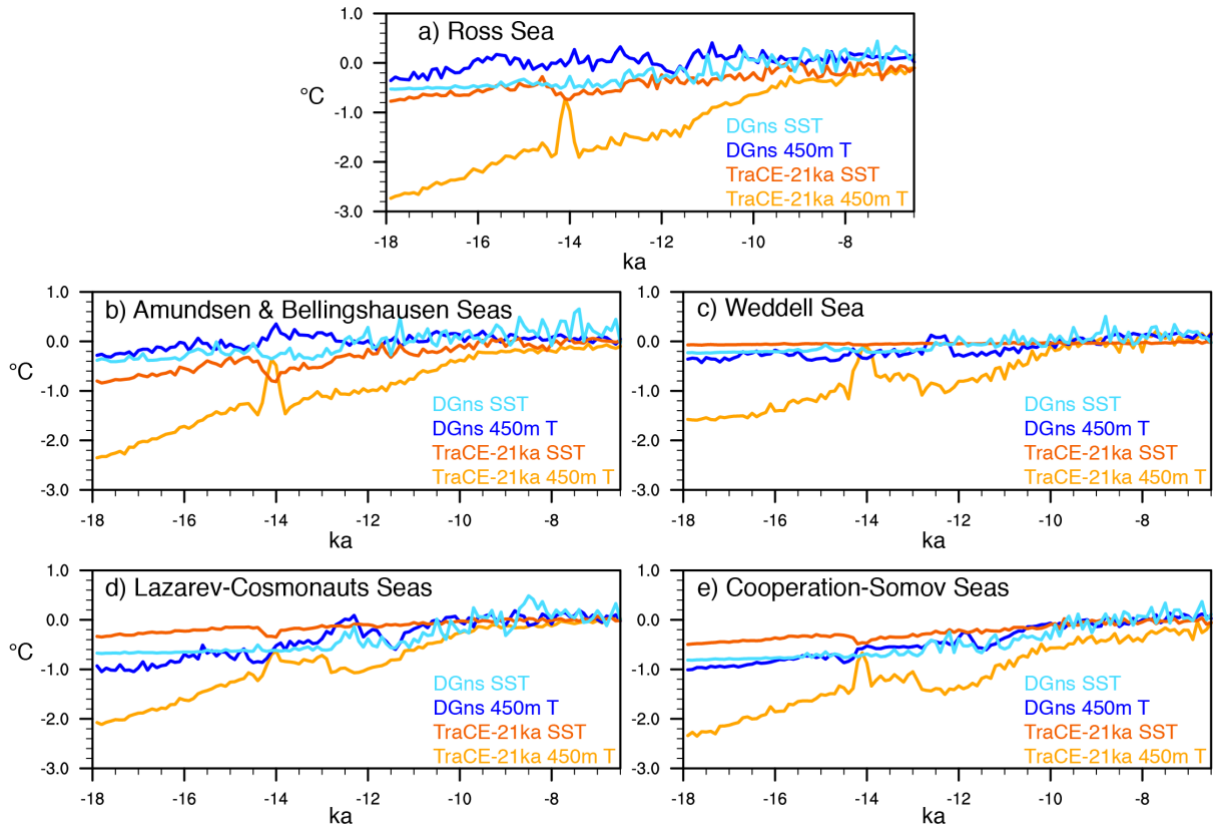 a) Ross Sea
1.0
0.0
-1.0
-2.0
-3.0
°C
DGns SST
DGns 450m T
TraCE-21ka SST
TraCE-21ka 450m T
-18 -16 -14 -12 -10 -8
ka
b) Amundsen & Bellingshausen Seas
1.0
0.0
-1.0
-2.0
-3.0
°C
DGns SST
DGns 450m T
TraCE-21ka SST
TraCE-21ka 450m T
-18 -16 -14 -12 -10 -8
ka
c) Weddell Sea
1.0
0.0
-1.0
-2.0
-3.0
DGns SST
DGns 450m T
TraCE-21ka SST
TraCE-21ka 450m T
-18 -16 -14 -12 -10 -8
ka
d) Lazarev-Cosmonauts Seas
1.0
0.0
-1.0
-2.0
-3.0
°C
DGns SST
DGns 450m T
TraCE-21ka SST
TraCE-21ka 450m T
-18 -16 -14 -12 -10 -8
ka
e) Cooperation-Somov Seas
1.0
0.0
-1.0
-2.0
-3.0
DGns SST
DGns 450m T
TraCE-21ka SST
TraCE-21ka 450m T
-18 -16 -14 -12 -10 -8
ka